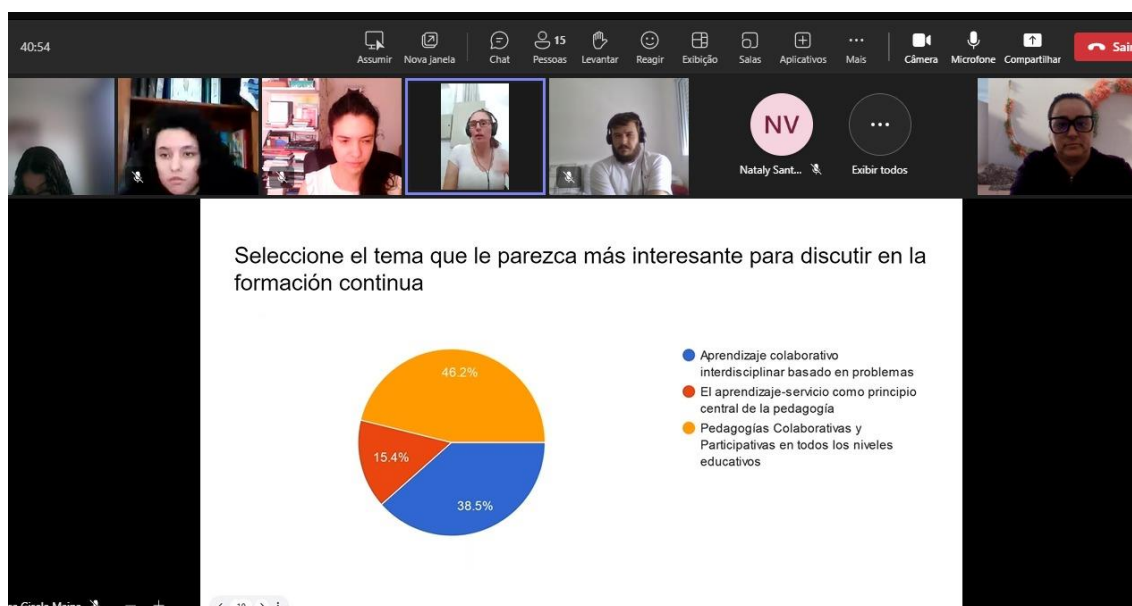 40:54
Assumir Nova janela Chat 15 Pessoas Levantar Reagir Exibição Salas Aplicativos Mais Câmera Microfone Compartilhar Sair
NV
Nataly Sant... Exibir todos
Seleccione el tema que le parezca más interesante para discutir en la
formación continua
46.2%
15.4%
38.5%
Aprendizaje colaborativo
interdisciplinar basado en problemas
El aprendizaje-servicio como principio
central de la pedagogía
Pedagogías Colaborativas y
Participativas en todos los niveles
educativos